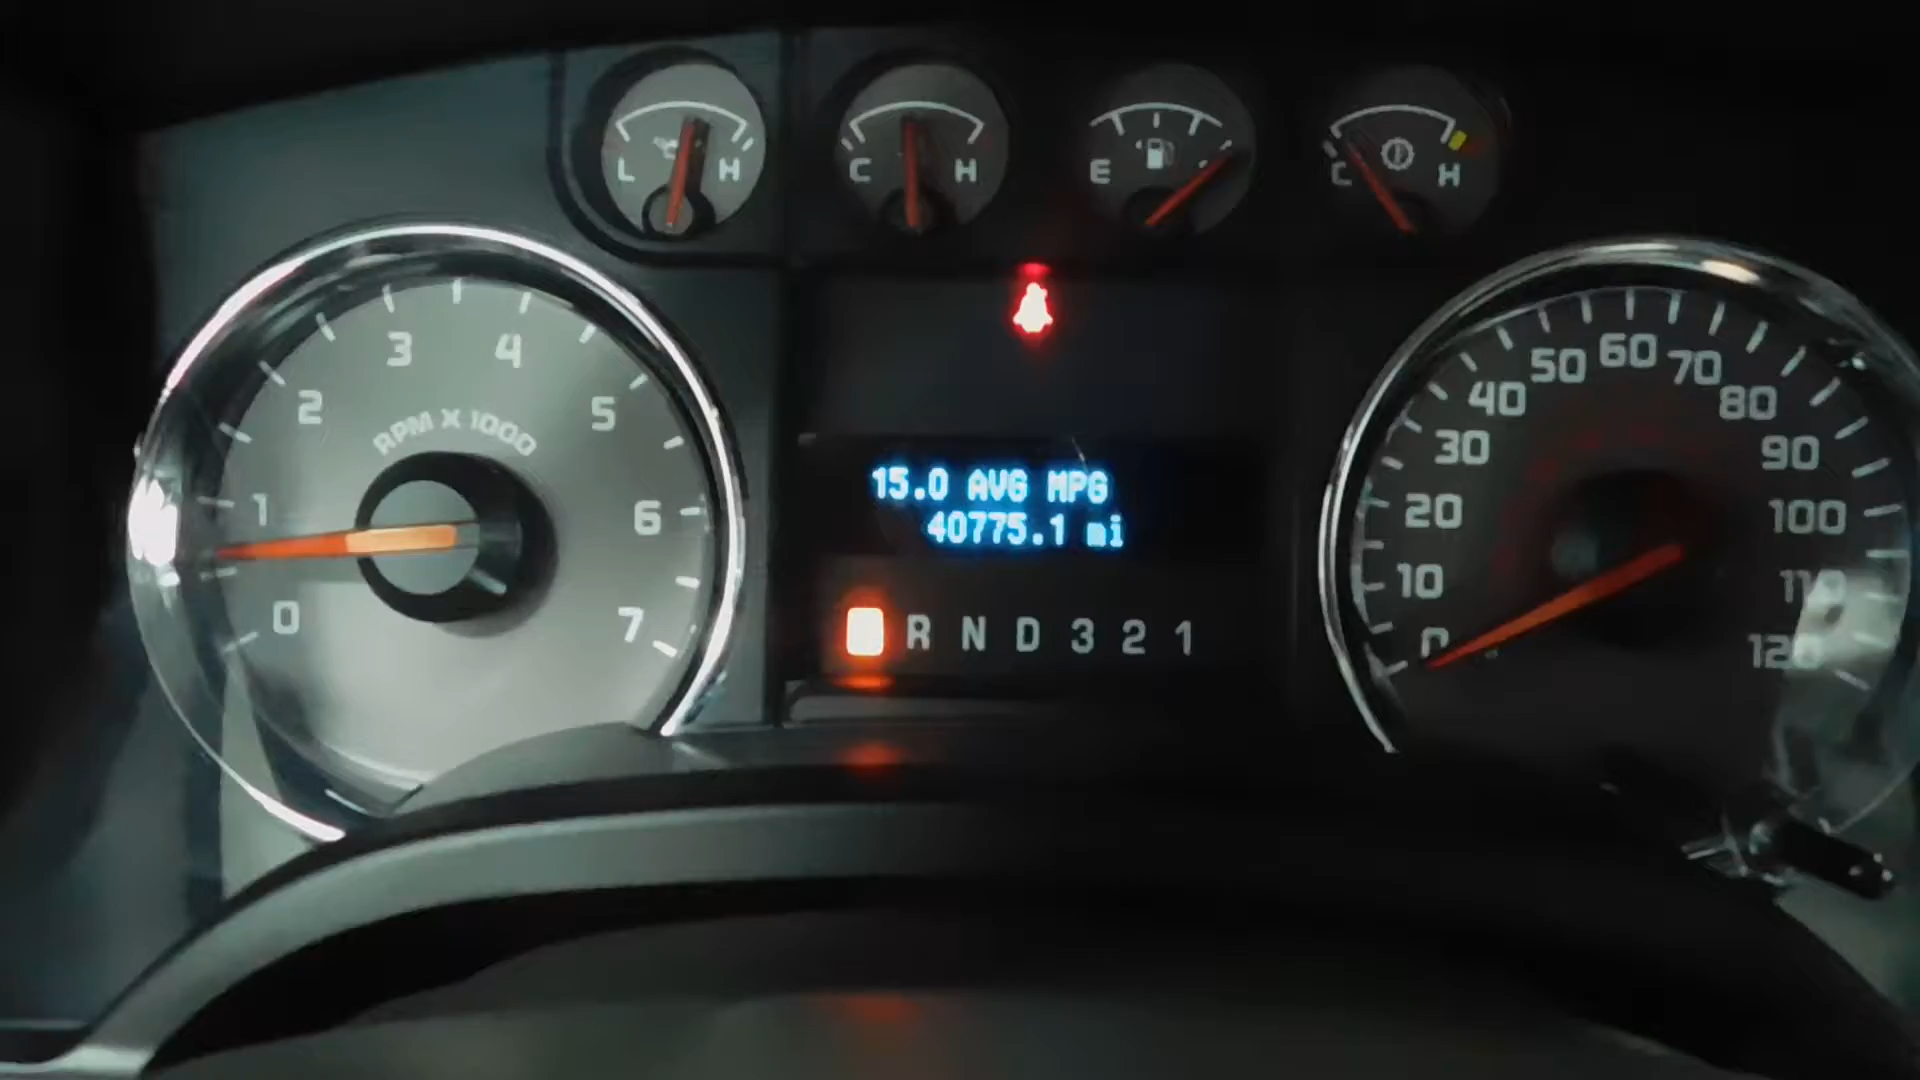 L H
C H
E
C H
0 1 2 3 4 5 6 7
RPM X 1000
15.0 AVG MPG
40775.1 mi
R N D 3 2 1
0 10 20 30 40 50 60 70 80 90 100 110 120